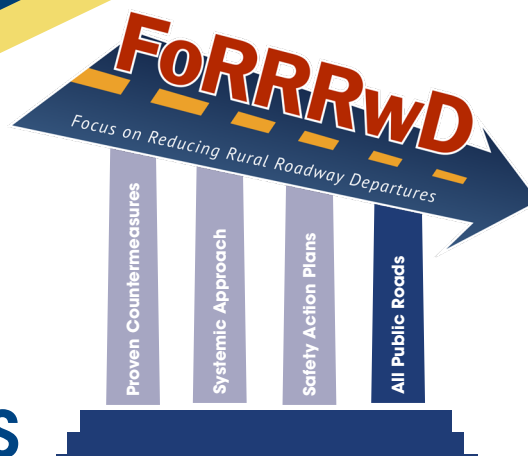 FoRRRwD
Focus on Reducing Rural Roadway Departures
Proven Countermeasures
Systemic Approach
Safety Action Plans
All Public Roads
S